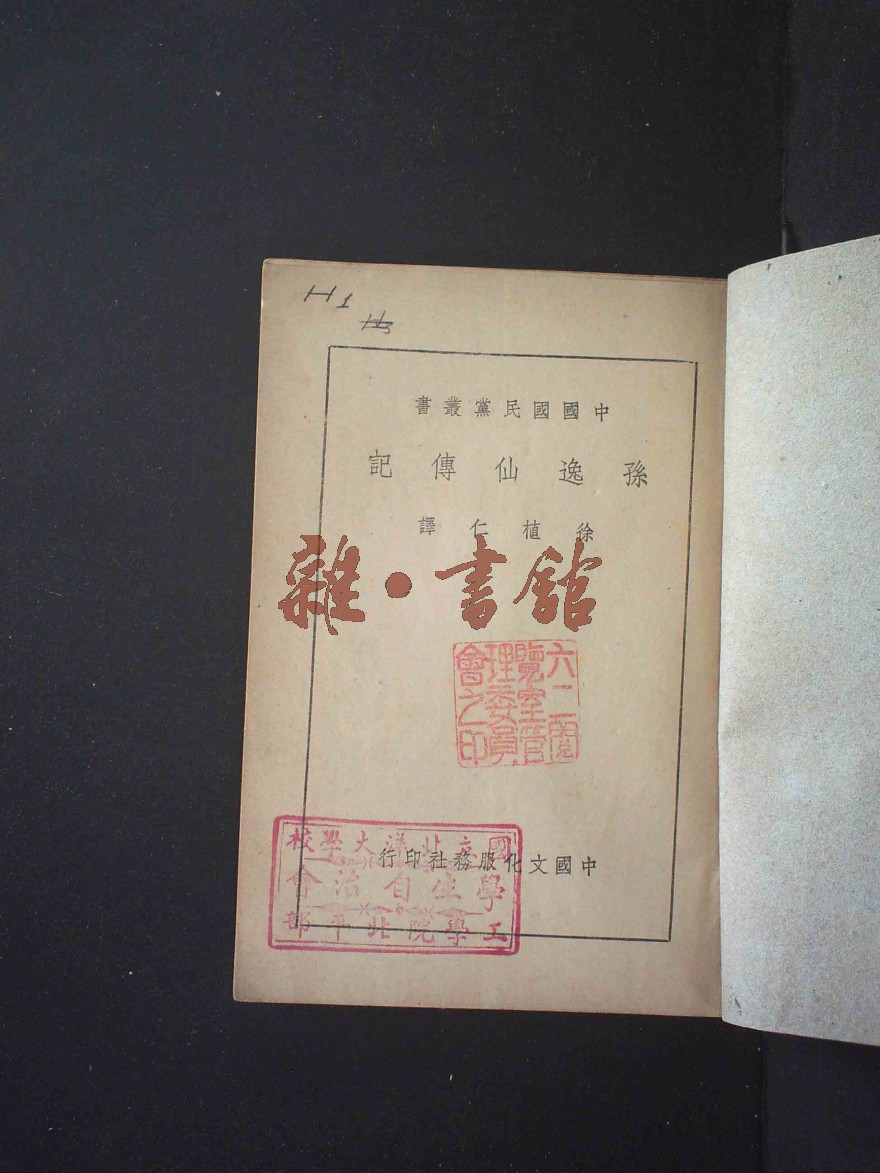 H1
H3
中國國民黨叢書
孫逸仙傳記
徐植仁譯
雜·書館
六二閱
覽室管
理委員
會之印
國立北洋大學校
學生自治會
工學院北平部
中國文化服務社印行